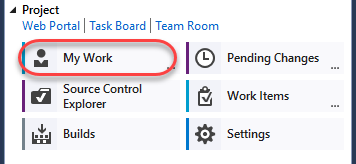 Project
Web Portal | Task Board | Team Room
My Work
...
Pending Changes
...
Source Control
Explorer
Work Items
...
Builds
Settings